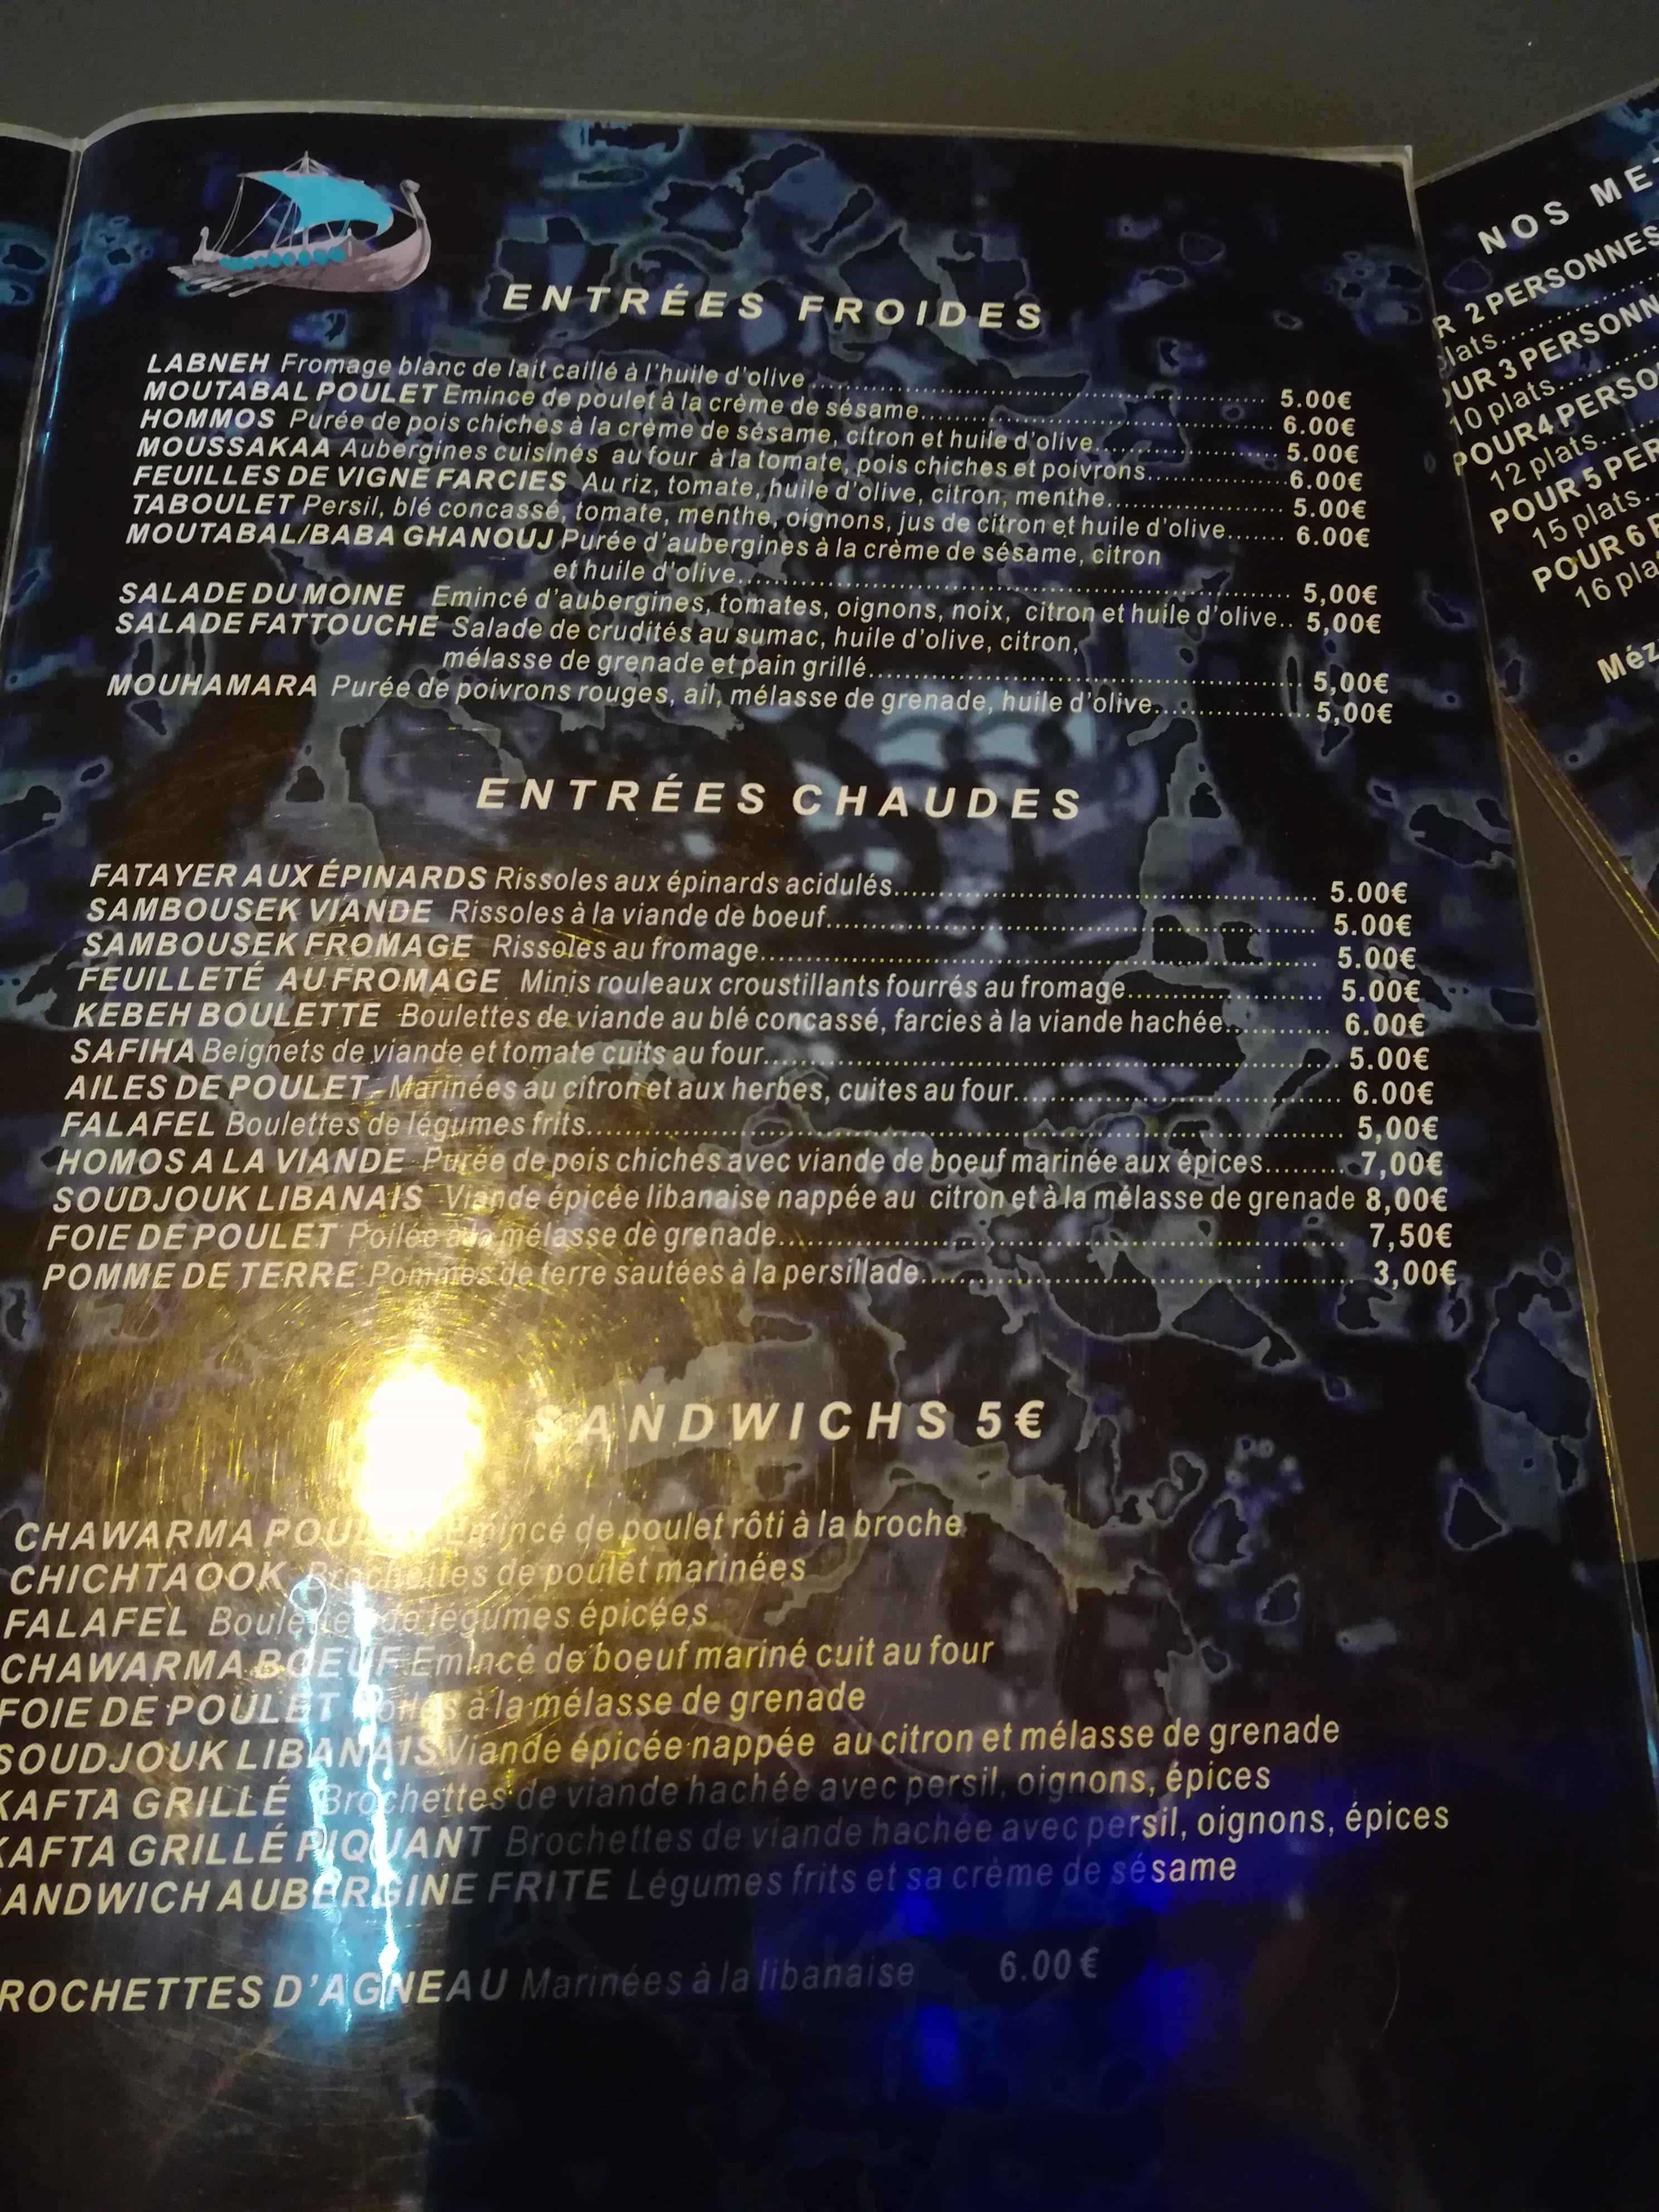 ENTRÉES FROIDES
LABNEH Fromage blanc de lait caillé à l'huile d'olive........ 5.00€
MOUTABAL POULET Emince de poulet à la crème de sésame........ 6.00€
HOMMOS Purée de pois chiches à la crème de sésame, citron et huile d'olive........ 5.00€
MOUSSAKAA Aubergines cuisinés au four à la tomate, pois chiches et poivrons........ 6.00€
FEUILLES DE VIGNE FARCIES Au riz, tomate, huile d'olive, citron, menthe........ 5.00€
TABOULET Persil, blé concassé, tomate, menthe, oignons, jus de citron et huile d'olive....... 6.00€
MOUTABAL/BABA GHANOUJ Purée d'aubergines à la crème de sésame, citron
et huile d'olive........ 5,00€
SALADE DU MOINE Emincé d'aubergines, tomates, oignons, noix, citron et huile d'olive.. 5,00€
SALADE FATTOUCHE Salade de crudités au sumac, huile d'olive, citron,
mélasse de grenade et pain grillé........ 5,00€
MOUHAMARA Purée de poivrons rouges, ail, mélasse de grenade, huile d'olive........ 5,00€
ENTRÉES CHAUDES
FATAYER AUX ÉPINARDS Rissoles aux épinards acidulés........ 5.00€
SAMBOUSEK VIANDE Rissoles à la viande de boeuf........ 5.00€
SAMBOUSEK FROMAGE Rissoles au fromage........ 5.00€
FEUILLETÉ AU FROMAGE Minis rouleaux croustillants fourrés au fromage........ 5.00€
KEBEH BOULETTE Boulettes de viande au blé concassé, farcies à la viande hachée........ 6.00€
SAFIHA Beignets de viande et tomate cuits au four........ 5.00€
AILES DE POULET Marinées au citron et aux herbes, cuites au four........ 6.00€
FALAFEL Boulettes de légumes frits........ 5,00€
HOMOS A LA VIANDE Purée de pois chiches avec viande de boeuf marinée aux épices........ 7,00€
SOUDJOUK LIBANAIS Viande épicée libanaise nappée au citron et à la mélasse de grenade 8,00€
FOIE DE POULET mélasse de grenade........ 7,50€
POMME DE TERRE Pommes de terre sautées à la persillade........ 3,00€
SANDWICHS 5€
CHAWARMA Emincé de poulet rôti à la broche
CHICHTAOOK Brochettes de poulet marinées
FALAFEL Boulettes de légumes épicées
CHAWARMA BOEUF Emincé de boeuf mariné cuit au four
FOIE DE POULET à la mélasse de grenade
SOUDJOUK LIBANAIS Viande épicée nappée au citron et mélasse de grenade
KAFTA GRILLÉ Brochettes de viande hachée avec persil, oignons, épices
KAFTA GRILLÉ PIQUANT Brochettes de viande hachée avec persil, oignons, épices
ANDWICH AUBERGINE FRITE Légumes frits et sa crème de sésame
ROCHETTES D'AGNEAU Marinées à la libanaise 6.00€
NOS
2 PERSONNES
plats........
3 PERSONN
10 plats........
POUR 4 PERSO
12 plats.....
POUR 5 PER
15 plats..
POUR 6
16
Méz